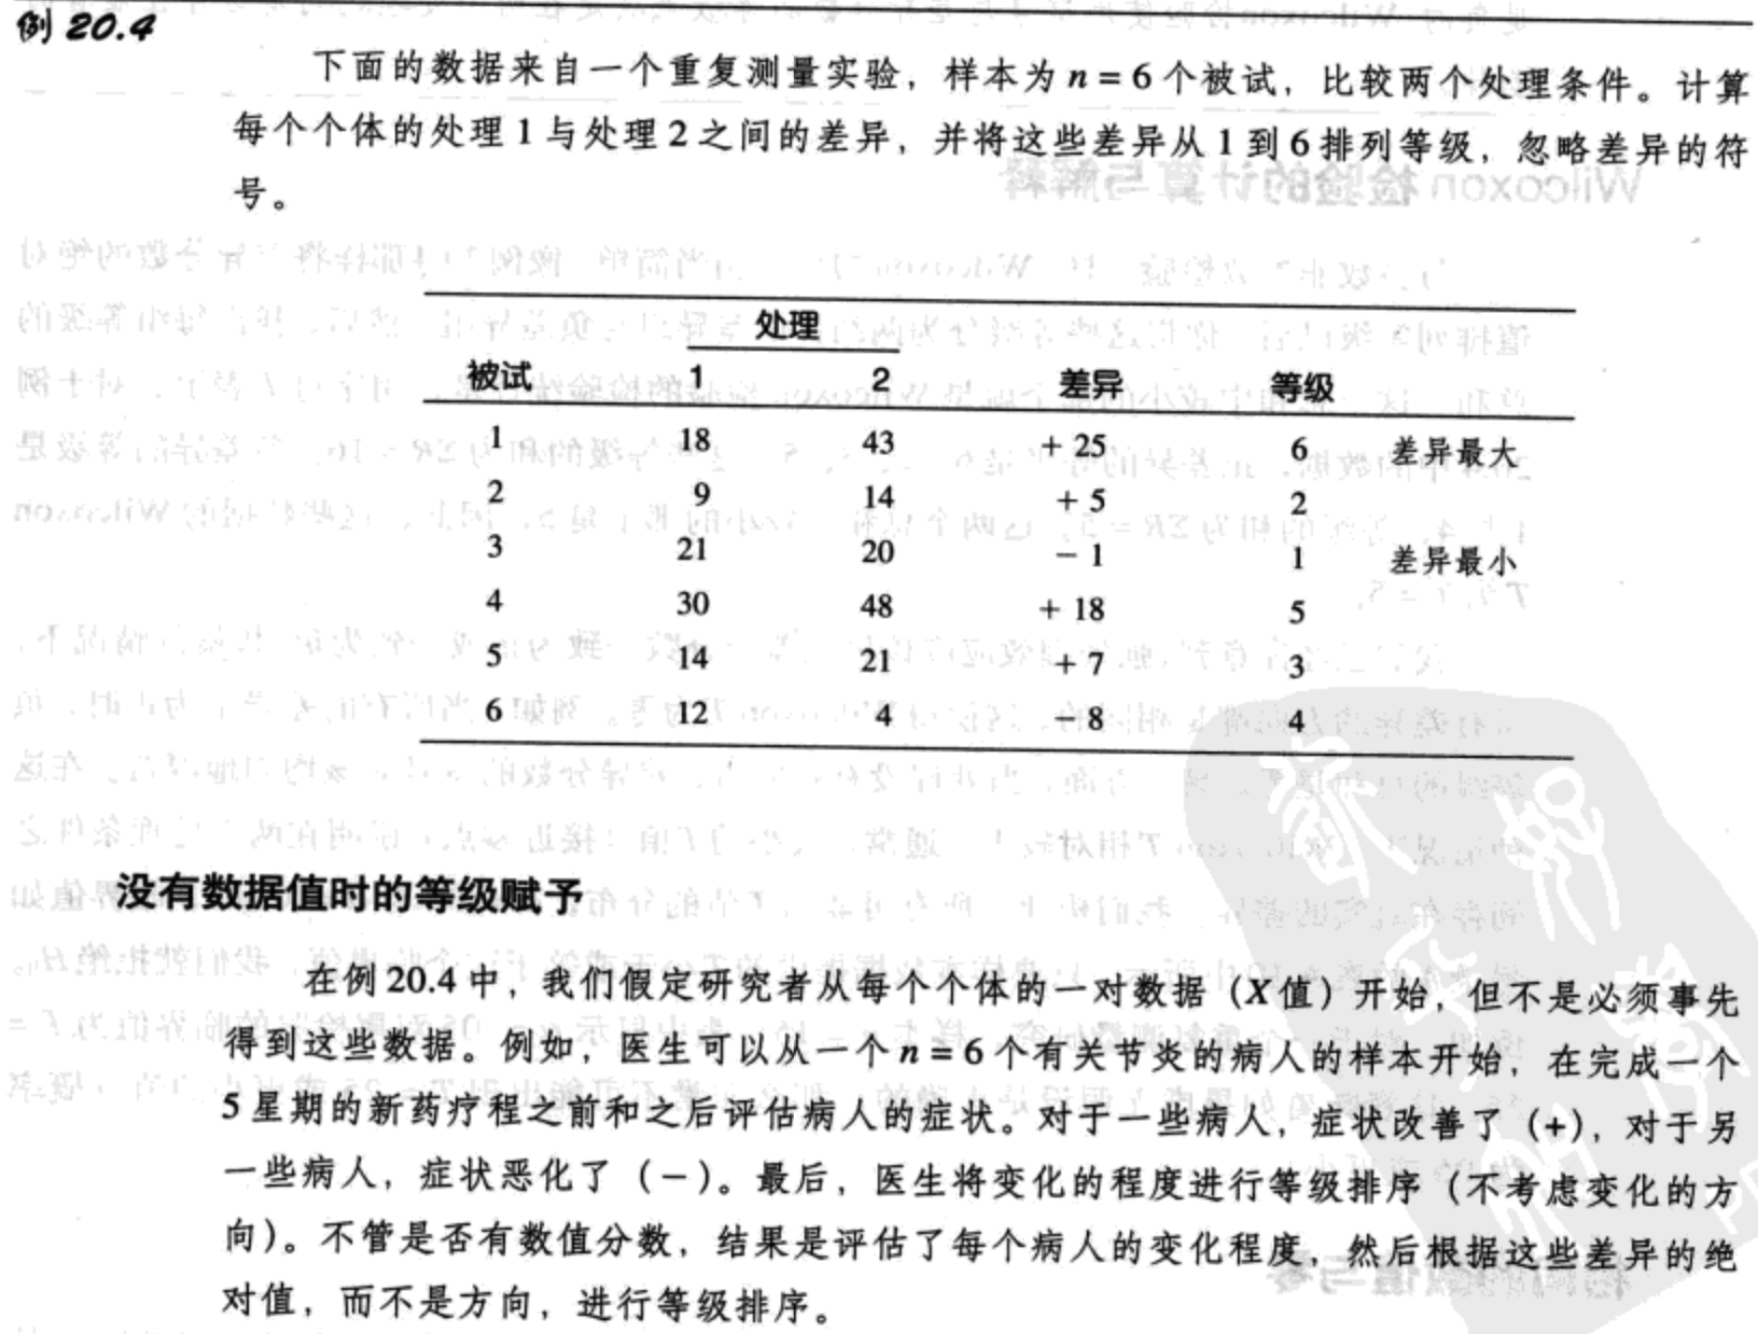 例 20.4
下面的数据来自一个重复测量实验，样本为 n = 6 个被试，比较两个处理条件。计算
每个个体的处理 1 与处理 2 之间的差异，并将这些差异从 1 到 6 排列等级，忽略差异的符
号。
处理
被试 1 2 差异 等级
1 18 43 + 25 6 差异最大
2 9 14 + 5 2
3 21 20 − 1 1 差异最小
4 30 48 + 18 5
5 14 21 + 7 3
6 12 4 − 8 4
没有数据值时的等级赋予
在例 20.4 中，我们假定研究者从每个个体的一对数据（X 值）开始，但不是必须事先
得到这些数据。例如，医生可以从一个 n = 6 个有关节炎的病人的样本开始，在完成一个
5 星期的新药疗程之前和之后评估病人的症状。对于一些病人，症状改善了（+），对于另
一些病人，症状恶化了（−）。最后，医生将变化的程度进行等级排序（不考虑变化的方
向）。不管是否有数值分数，结果是评估了每个病人的变化程度，然后根据这些差异的绝
对值，而不是方向，进行等级排序。